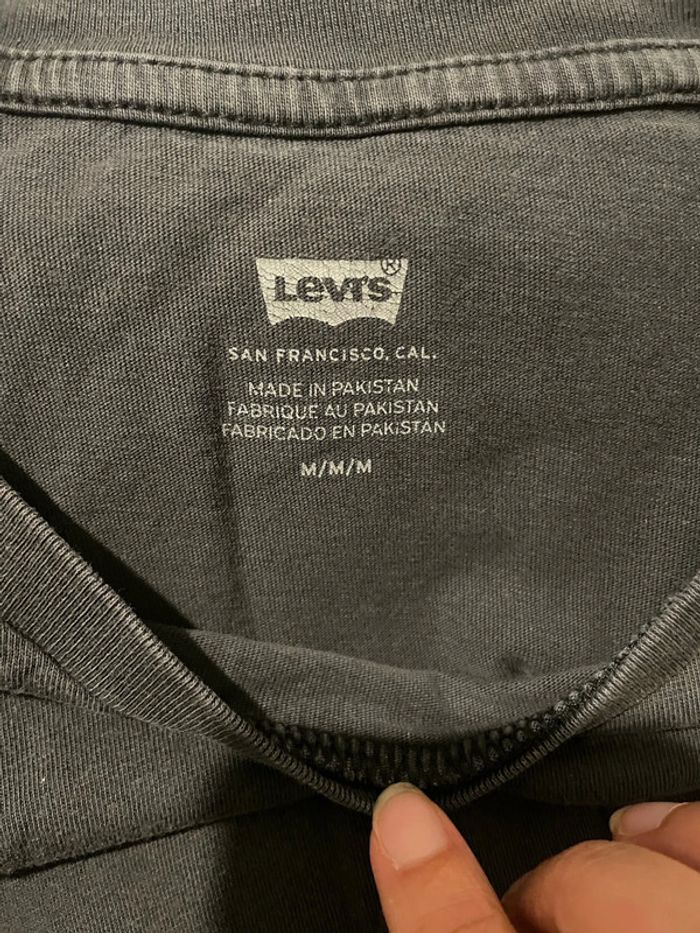 Levi's®
SAN FRANCISCO, CAL.
MADE IN PAKISTAN
FABRIQUE AU PAKISTAN
FABRICADO EN PAKISTAN
M/M/M